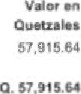 Valor en
Quetzales
57,915.64
Q. 57,915.64